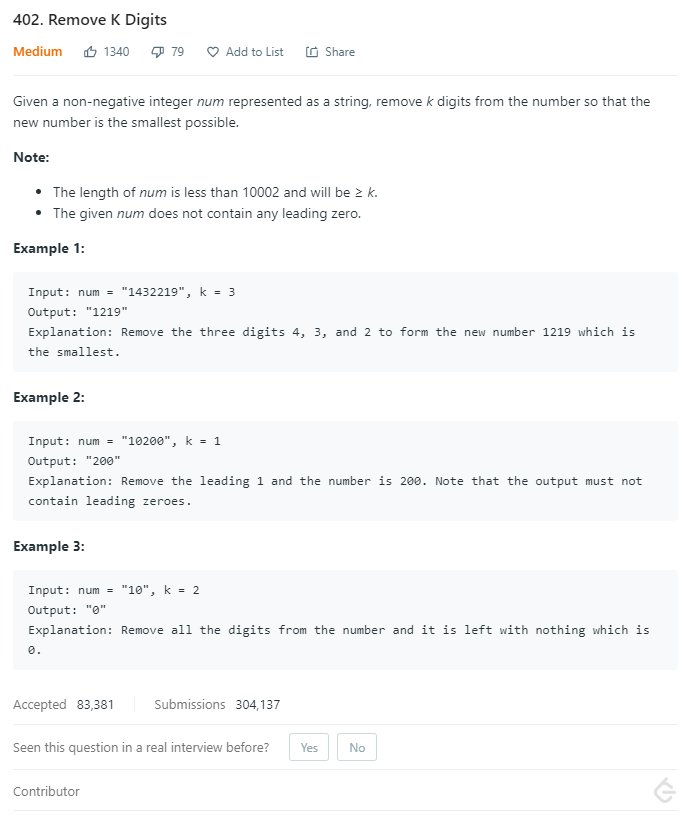 402. Remove K Digits
Medium 1340 79 Add to List Share
Given a non-negative integer num represented as a string, remove k digits from the number so that the
new number is the smallest possible.
Note:
• The length of num is less than 10002 and will be ≥ k.
• The given num does not contain any leading zero.
Example 1:
Input: num = "1432219", k = 3
Output: "1219"
Explanation: Remove the three digits 4, 3, and 2 to form the new number 1219 which is
the smallest.
Example 2:
Input: num = "10200", k = 1
Output: "200"
Explanation: Remove the leading 1 and the number is 200. Note that the output must not
contain leading zeroes.
Example 3:
Input: num = "10", k = 2
Output: "0"
Explanation: Remove all the digits from the number and it is left with nothing which is
0.
Accepted 83,381 Submissions 304,137
Seen this question in a real interview before? Yes No
Contributor